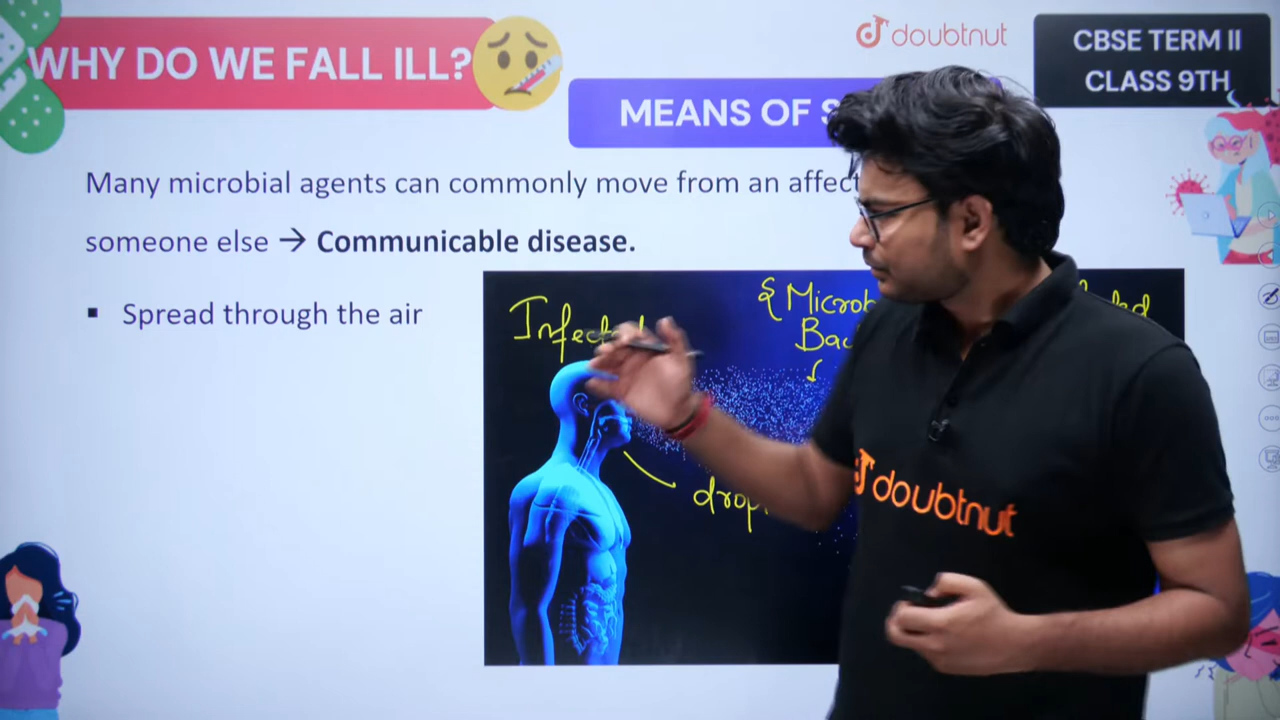 WHY DO WE FALL ILL?
doubtnut
CBSE TERM II
CLASS 9TH
MEANS OF
Many microbial agents can commonly move from an
someone else → Communicable disease.
▪ Spread through the air
Infected
doubtnut